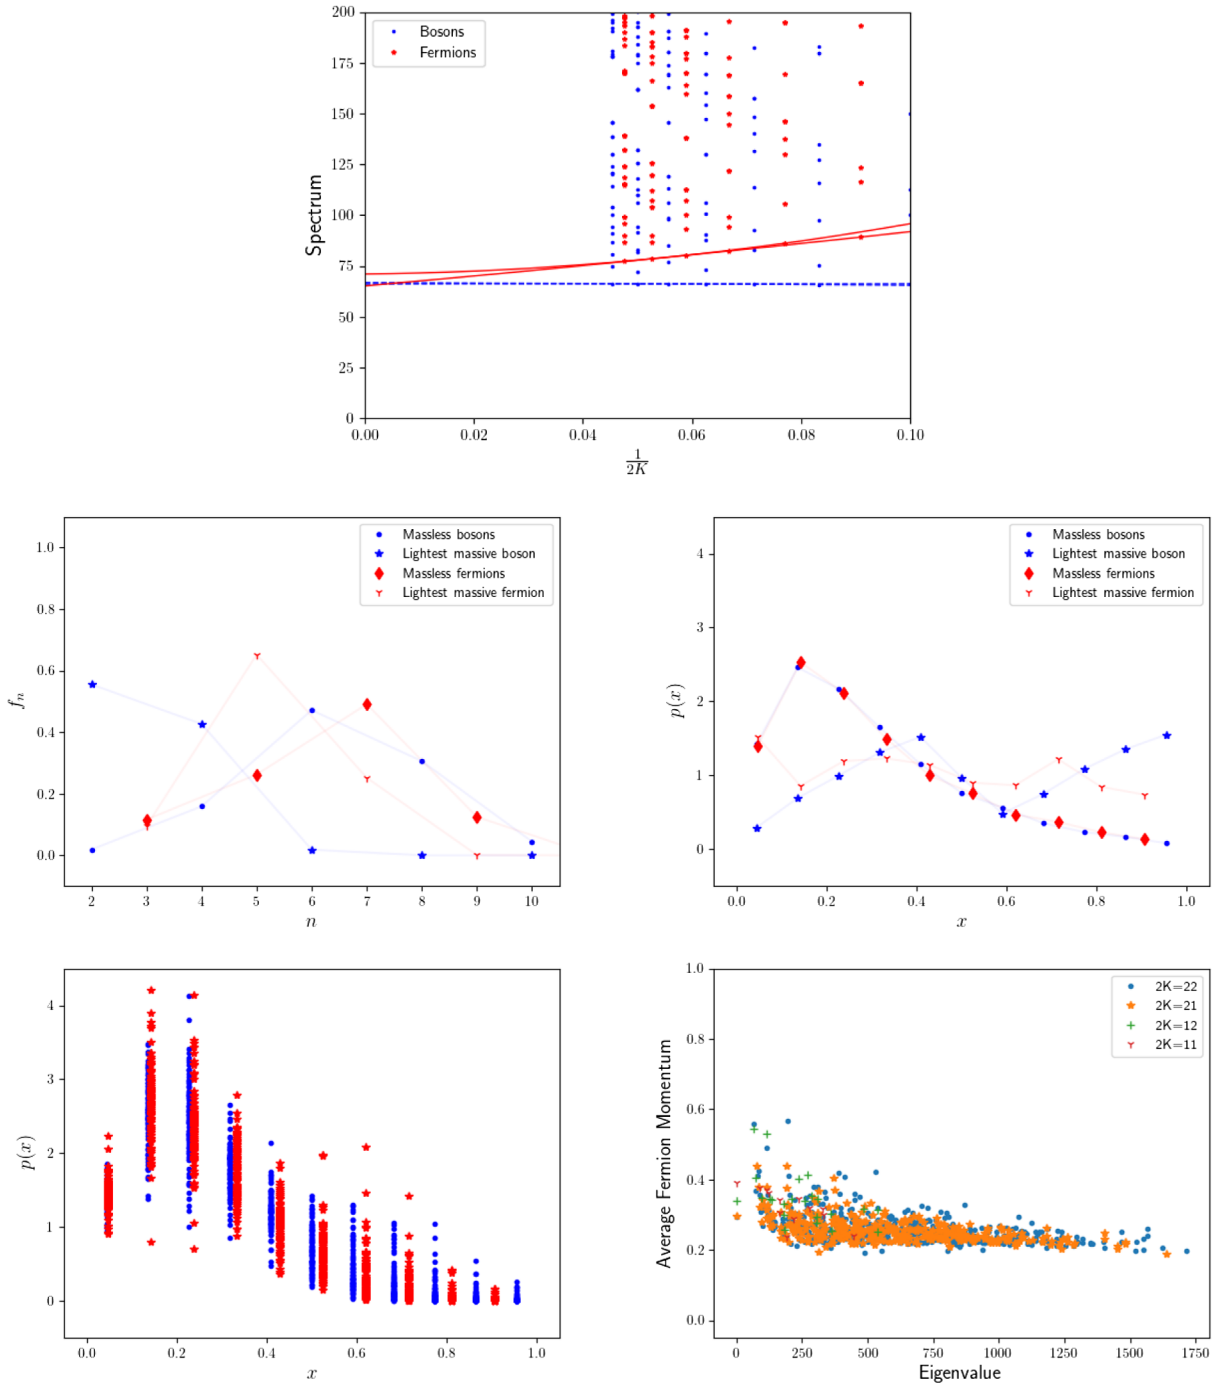 200
175
150
125
100
75
50
25
0
Spectrum
Bosons
Fermions
0.00 0.02 0.04 0.06 0.08 0.10
1
2K
1.0
0.8
0.6
0.4
0.2
0.0
f_n
Massless bosons
Lightest massive boson
Massless fermions
Lightest massive fermion
2 3 4 5 6 7 8 9 10
n
4
3
2
1
0
p(x)
Massless bosons
Lightest massive boson
Massless fermions
Lightest massive fermion
0.0 0.2 0.4 0.6 0.8 1.0
x
4
3
2
1
0
p(x)
0.0 0.2 0.4 0.6 0.8 1.0
x
1.0
0.8
0.6
0.4
0.2
0.0
Average Fermion Momentum
2K=22
2K=21
2K=12
2K=11
0 250 500 750 1000 1250 1500 1750
Eigenvalue